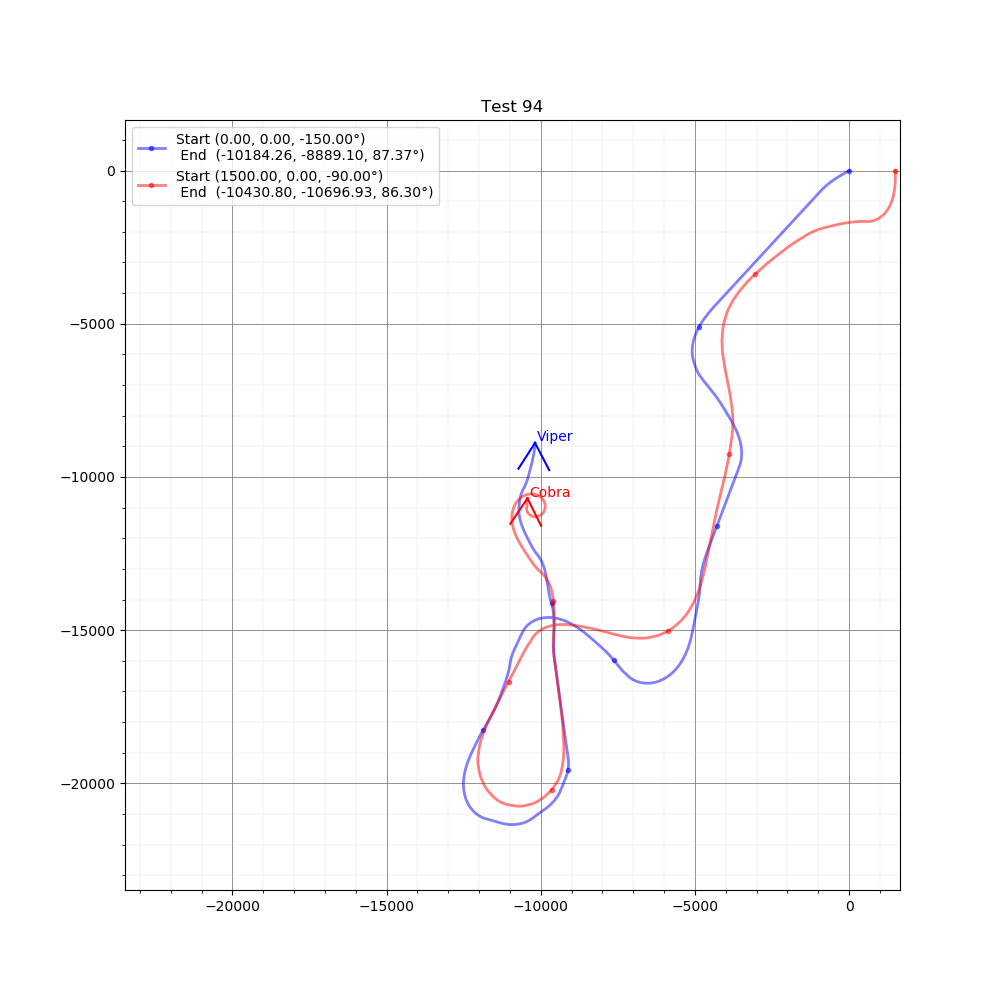 Test 94
Start (0.00, 0.00, -150.00°)
End  (-10184.26, -8889.10, 87.37°)
Start (1500.00, 0.00, -90.00°)
End  (-10430.80, -10696.93, 86.30°)
0
−5000
−10000
−15000
−20000
Viper
Cobra
−20000
−15000
−10000
−5000
0